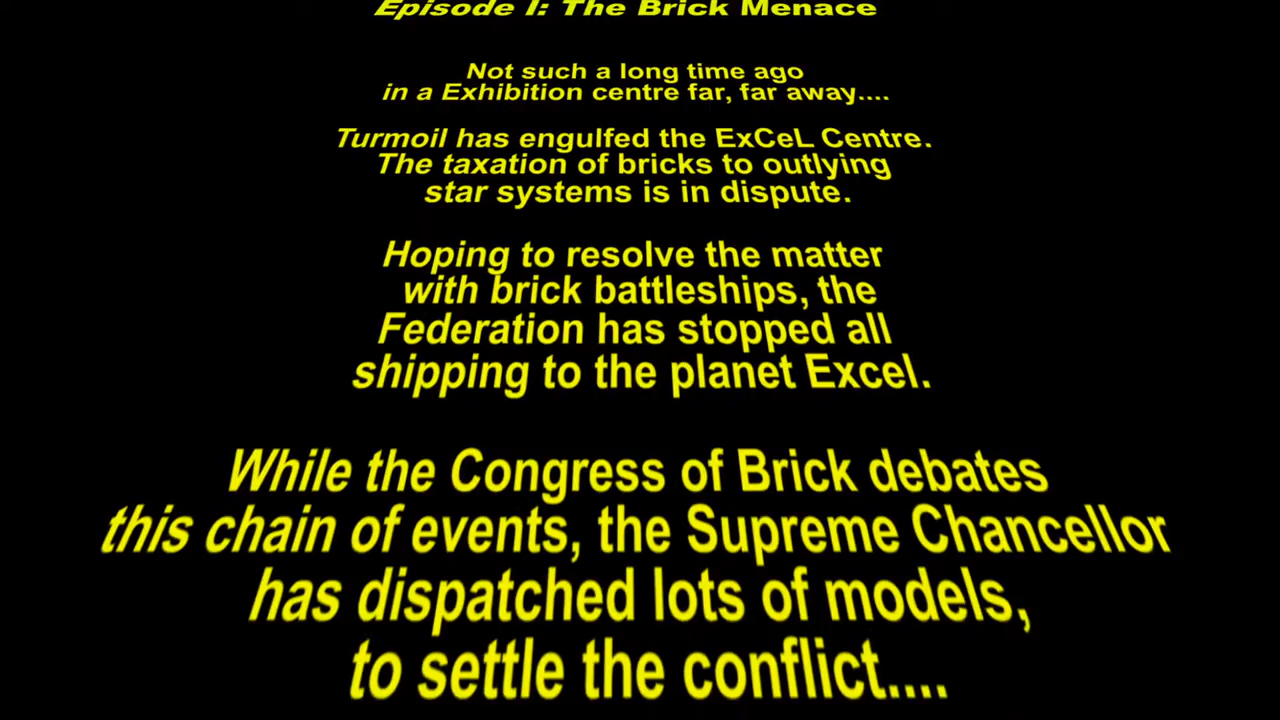 Episode I: The Brick Menace
Not such a long time ago
in a Exhibition centre far, far away....
Turmoil has engulfed the ExCeL Centre.
The taxation of bricks to outlying
star systems is in dispute.
Hoping to resolve the matter
with brick battleships, the
Federation has stopped all
shipping to the planet Excel.
While the Congress of Brick debates
this chain of events, the Supreme Chancellor
has dispatched lots of models,
to settle the conflict....